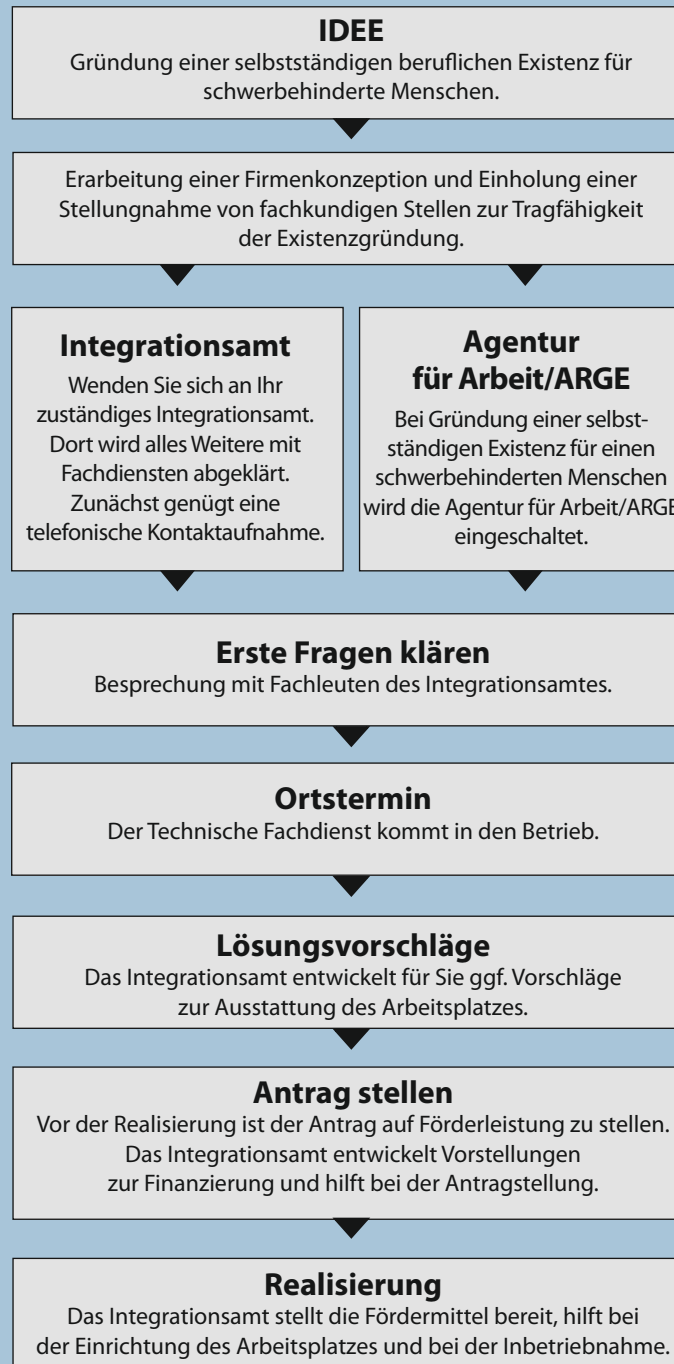 IDEE
Gründung einer selbstständigen beruflichen Existenz für
schwerbehinderte Menschen.
Erarbeitung einer Firmenkonzeption und Einholung einer
Stellungnahme von fachkundigen Stellen zur Tragfähigkeit
der Existenzgründung.
Integrationsamt
Wenden Sie sich an Ihr
zuständiges Integrationsamt.
Dort wird alles Weitere mit
Fachdiensten abgeklärt.
Zunächst genügt eine
telefonische Kontaktaufnahme.
Agentur
für Arbeit/ARGE
Bei Gründung einer selbst-
ständigen Existenz für einen
schwerbehinderten Menschen
wird die Agentur für Arbeit/ARGE
eingeschaltet.
Erste Fragen klären
Besprechung mit Fachleuten des Integrationsamtes.
Ortstermin
Der Technische Fachdienst kommt in den Betrieb.
Lösungsvorschläge
Das Integrationsamt entwickelt für Sie ggf. Vorschläge
zur Ausstattung des Arbeitsplatzes.
Antrag stellen
Vor der Realisierung ist der Antrag auf Förderleistung zu stellen.
Das Integrationsamt entwickelt Vorstellungen
zur Finanzierung und hilft bei der Antragstellung.
Realisierung
Das Integrationsamt stellt die Fördermittel bereit, hilft bei
der Einrichtung des Arbeitsplatzes und bei der Inbetriebnahme.